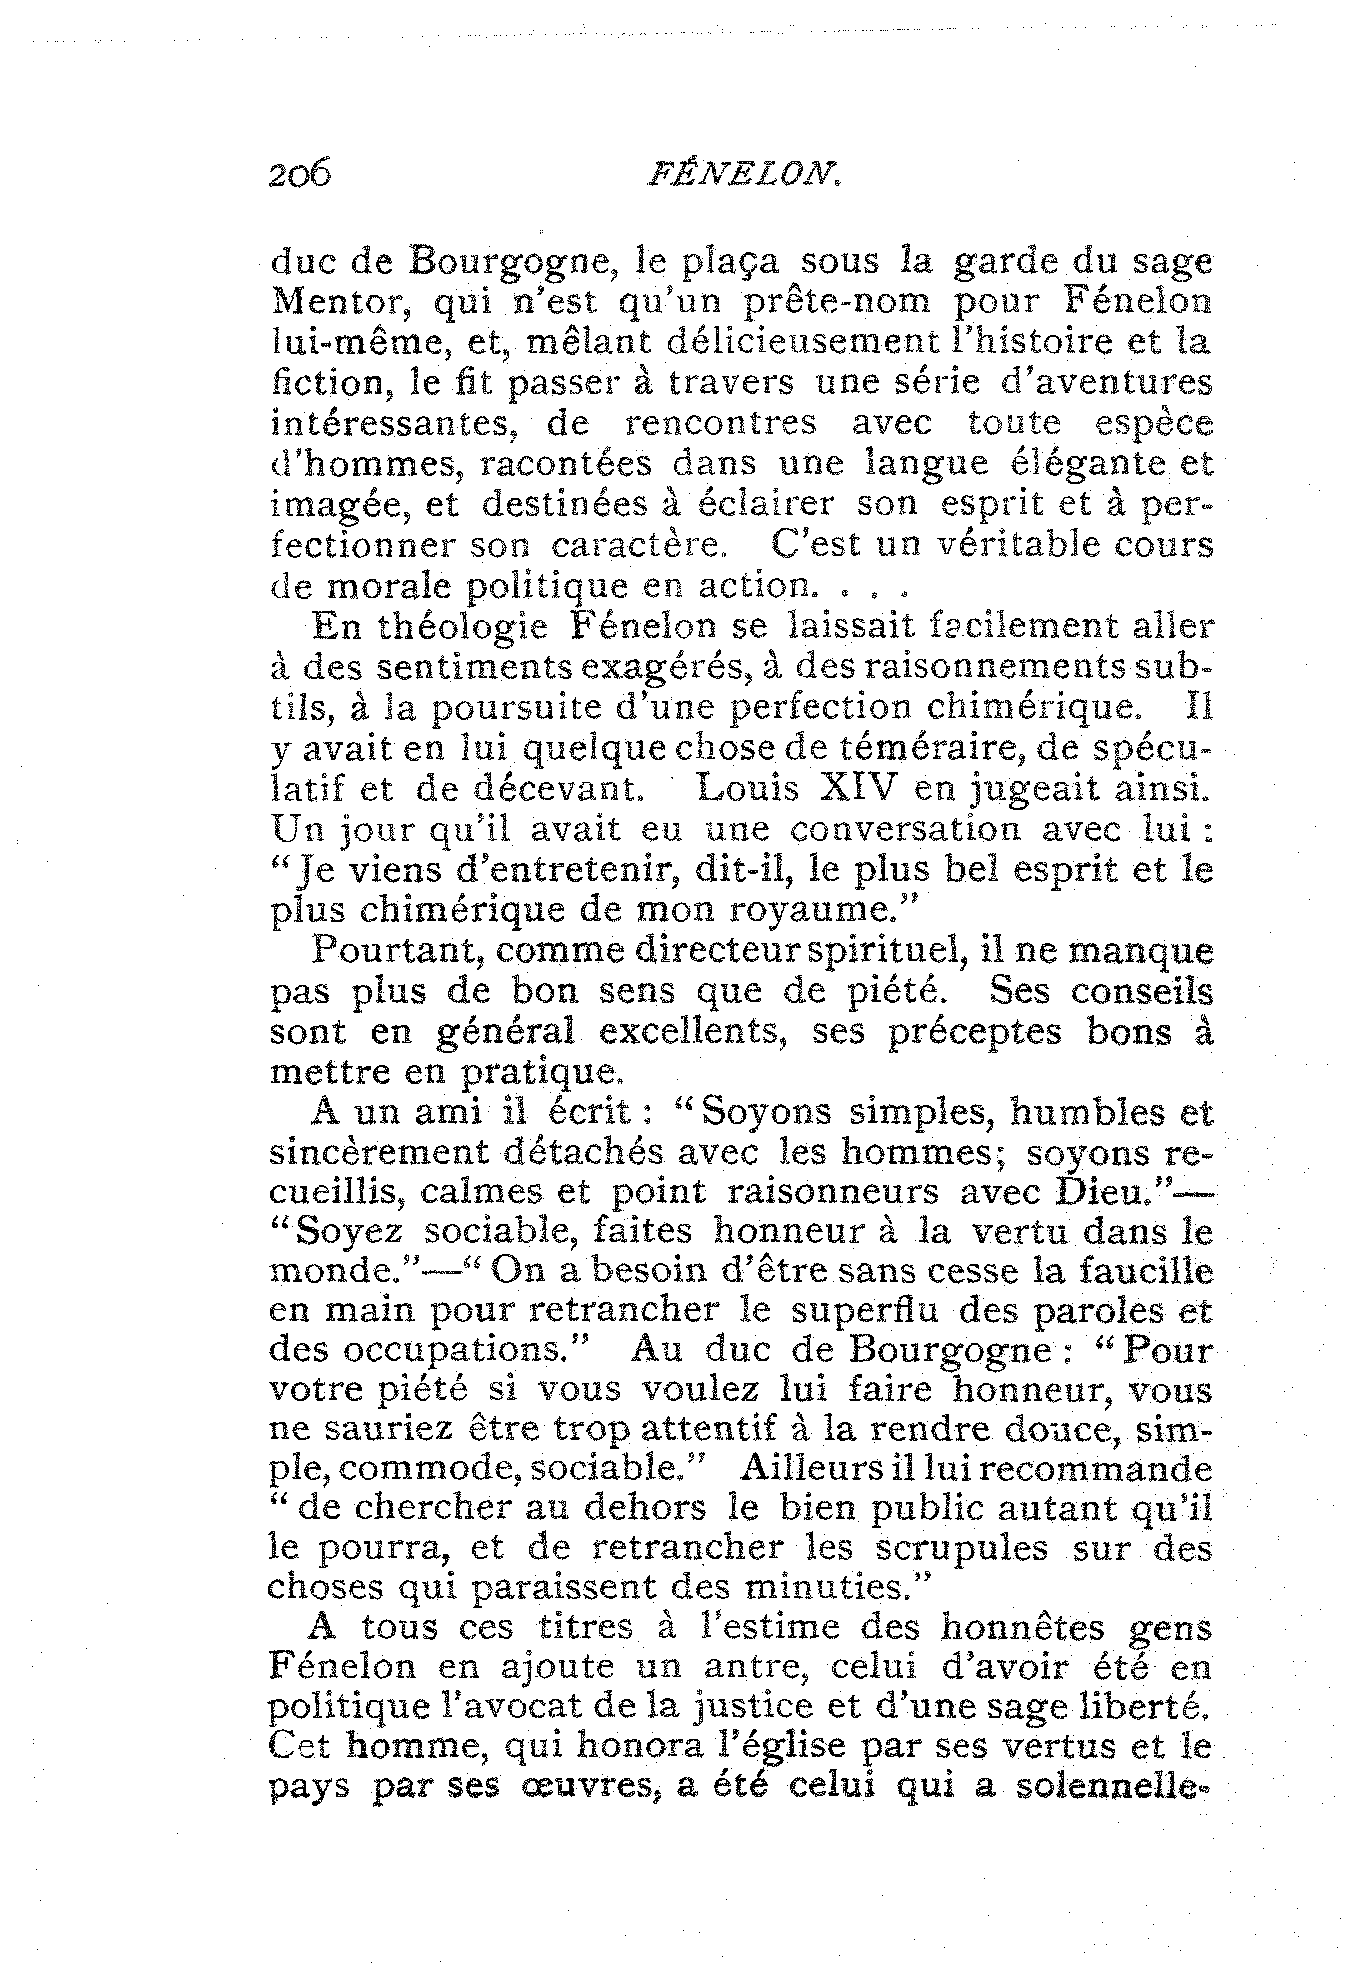 206 FÉNELON.
duc de Bourgogne, le plaça sous la garde du sage
Mentor, qui n'est qu'un prête-nom pour Fénelon
lui-même, et, mêlant délicieusement l'histoire et la
fiction, le fit passer à travers une série d'aventures
intéressantes, de rencontres avec toute espèce
d'hommes, racontées dans une langue élégante et
imagée, et destinées à éclairer son esprit et à per-
fectionner son caractère. C'est un véritable cours
de morale politique en action. . . .
En théologie Fénelon se laissait facilement aller
à des sentiments exagérés, à des raisonnements sub-
tils, à la poursuite d'une perfection chimérique. Il
y avait en lui quelque chose de téméraire, de spécu-
latif et de décevant. Louis XIV en jugeait ainsi.
Un jour qu'il avait eu une conversation avec lui :
“Je viens d'entretenir, dit-il, le plus bel esprit et le
plus chimérique de mon royaume.”
Pourtant, comme directeur spirituel, il ne manque
pas plus de bon sens que de piété. Ses conseils
sont en général excellents, ses préceptes bons à
mettre en pratique.
A un ami il écrit : “Soyons simples, humbles et
sincèrement détachés avec les hommes; soyons re-
cueillis, calmes et point raisonneurs avec Dieu.”—
“Soyez sociable, faites honneur à la vertu dans le
monde.”—“On a besoin d'être sans cesse la faucille
en main pour retrancher le superflu des paroles et
des occupations.” Au duc de Bourgogne : “Pour
votre piété si vous voulez lui faire honneur, vous
ne sauriez être trop attentif à la rendre douce, sim-
ple, commode, sociable.” Ailleurs il lui recommande
“de chercher au dehors le bien public autant qu'il
le pourra, et de retrancher les scrupules sur des
choses qui paraissent des minuties.”
A tous ces titres à l'estime des honnêtes gens
Fénelon en ajoute un antre, celui d'avoir été en
politique l'avocat de la justice et d'une sage liberté.
Cet homme, qui honora l'église par ses vertus et le
pays par ses œuvres, a été celui qui a solennelle-